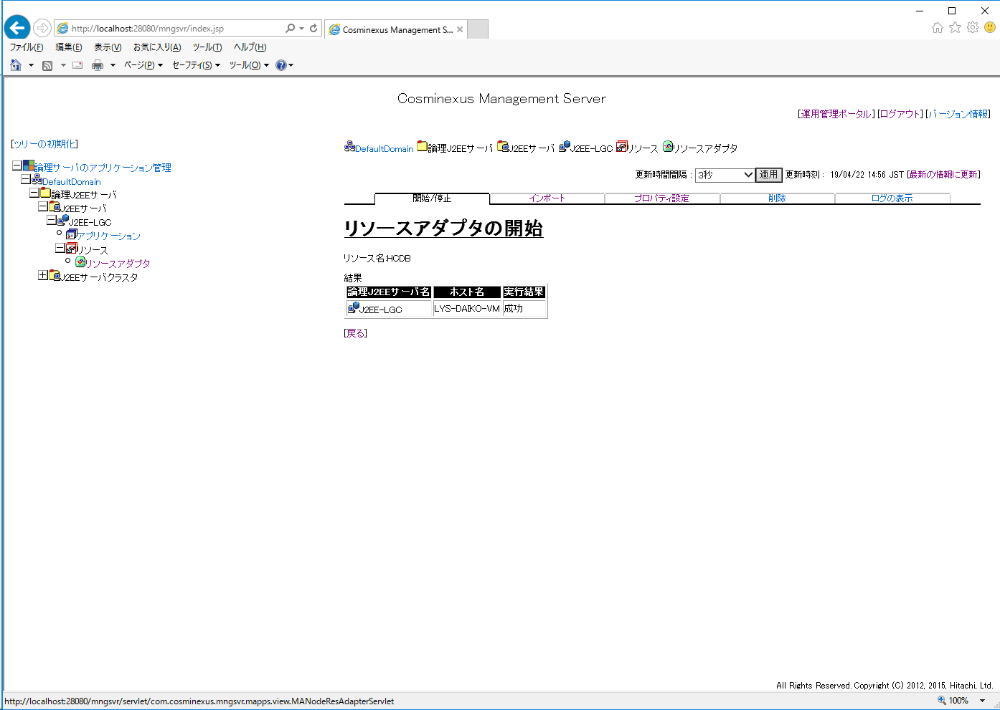 http://localhost:28080/mngsvr/index.jsp
Cosminexus Management S...
ファイル(F) 編集(E) 表示(V) お気に入り(A) ツール(T) ヘルプ(H)
ページ(P) セーフティ(S) ツール(O)
Cosminexus Management Server
[運用管理ポータル] [ログアウト] [バージョン情報]
[ツリーの初期化]
論理サーバのアプリケーション管理
DefaultDomain
論理J2EEサーバ
J2EEサーバ
J2EE-LGC
アプリケーション
リソース
リソースアダプタ
J2EEサーバクラスタ
DefaultDomain 論理J2EEサーバ J2EEサーバ J2EE-LGC リソース リソースアダプタ
更新時間間隔 : 3秒 適用 更新時刻 : 19/04/22 14:56 JST [最新の情報に更新]
開始/停止 インポート プロパティ設定 削除 ログの表示
リソースアダプタの開始
リソース名:HCDB
結果
論理J2EEサーバ名 ホスト名 実行結果
J2EE-LGC LYS-DAIKO-VM 成功
[戻る]
All Rights Reserved. Copyright (C) 2012, 2015, Hitachi, Ltd.
http://localhost:28080/mngsvr/servlet/com.cosminexus.mngsvr.mapps.view.MANodeResAdapterServlet
100%